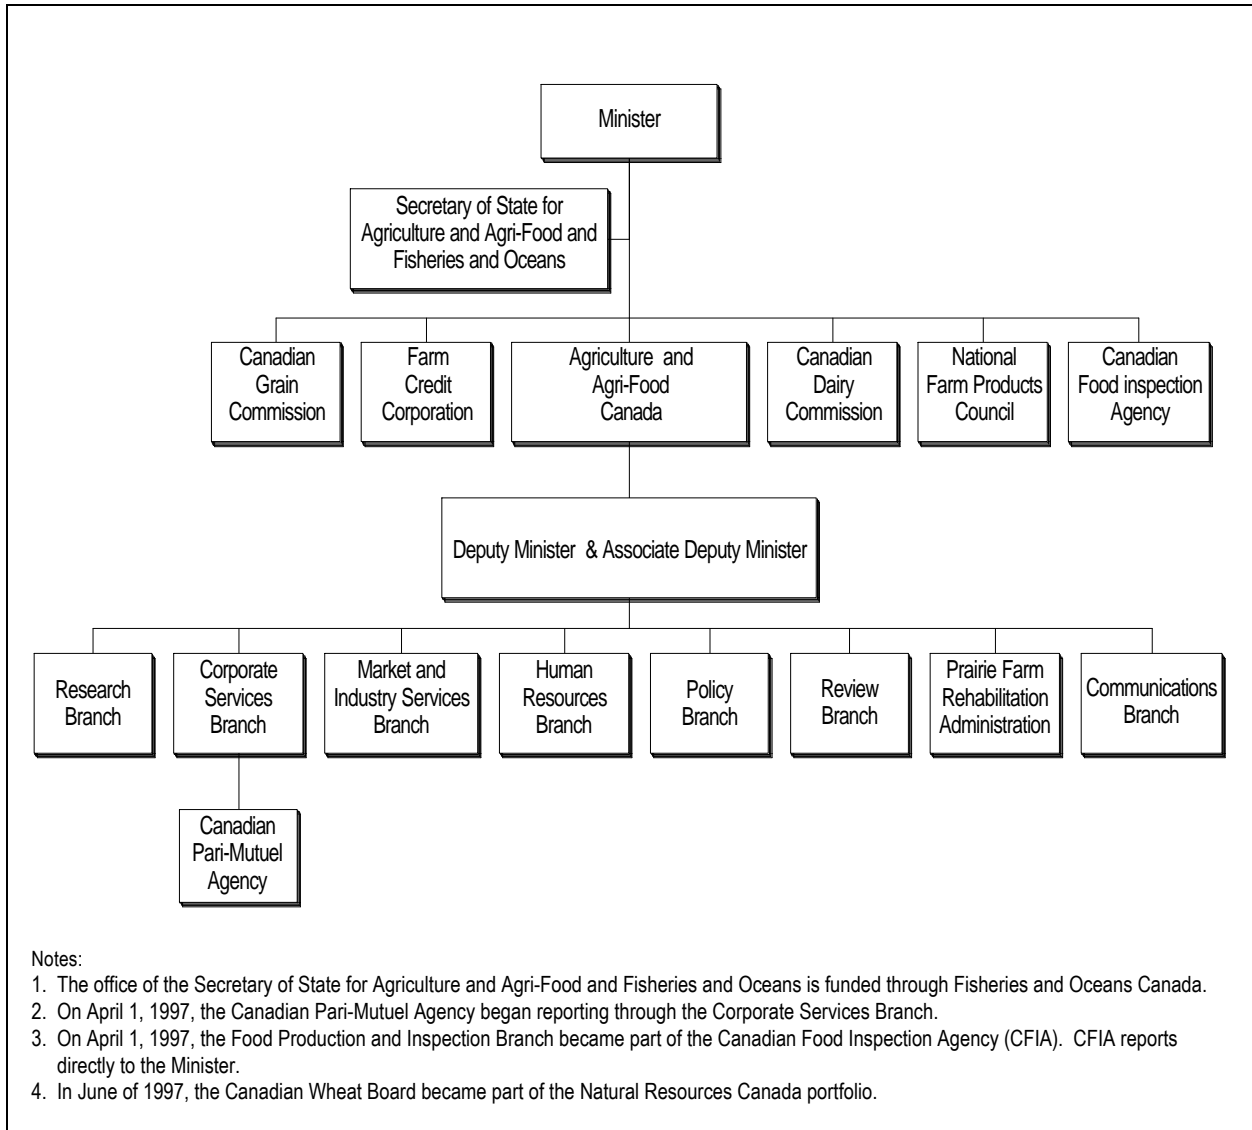 Minister
Secretary of State for
Agriculture and Agri-Food and
Fisheries and Oceans
Canadian
Grain
Commission
Farm
Credit
Corporation
Agriculture and
Agri-Food
Canada
Canadian
Dairy
Commission
National
Farm Products
Council
Canadian
Food inspection
Agency
Deputy Minister & Associate Deputy Minister
Research
Branch
Corporate
Services
Branch
Market and
Industry Services
Branch
Human
Resources
Branch
Policy
Branch
Review
Branch
Prairie Farm
Rehabilitation
Administration
Communications
Branch
Canadian
Pari-Mutuel
Agency
Notes:
1. The office of the Secretary of State for Agriculture and Agri-Food and Fisheries and Oceans is funded through Fisheries and Oceans Canada.
2. On April 1, 1997, the Canadian Pari-Mutuel Agency began reporting through the Corporate Services Branch.
3. On April 1, 1997, the Food Production and Inspection Branch became part of the Canadian Food Inspection Agency (CFIA). CFIA reports
directly to the Minister.
4. In June of 1997, the Canadian Wheat Board became part of the Natural Resources Canada portfolio.